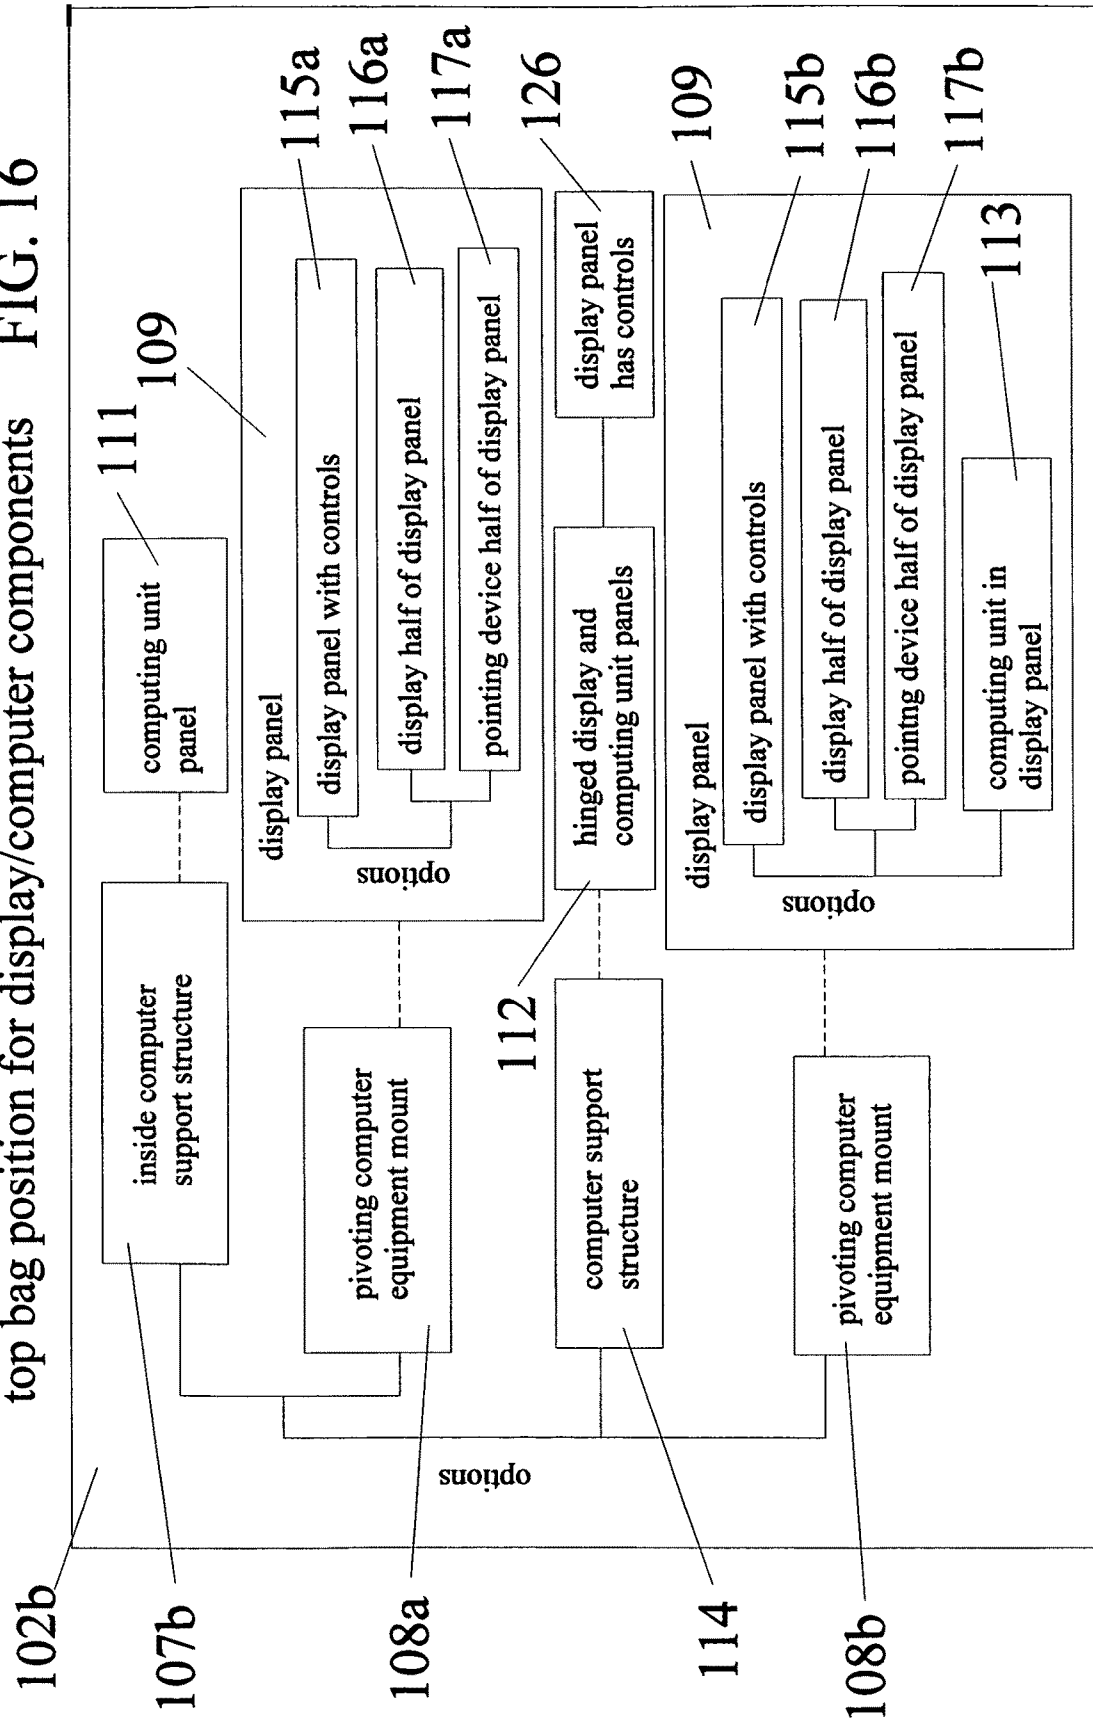 top bag position for display/computer components FIG. 16
102b
107b
inside computer
support structure
computing unit
panel
111
109
108a
pivoting computer
equipment mount
display panel
options
display panel with controls
115a
display half of display panel
116a
pointing device half of display panel
117a
options
114
computer support
structure
112
hinged display and
computing unit panels
display panel
has controls
126
108b
pivoting computer
equipment mount
display panel
109
options
display panel with controls
115b
display half of display panel
116b
pointng device half of display panel
117b
computing unit in
display panel
113